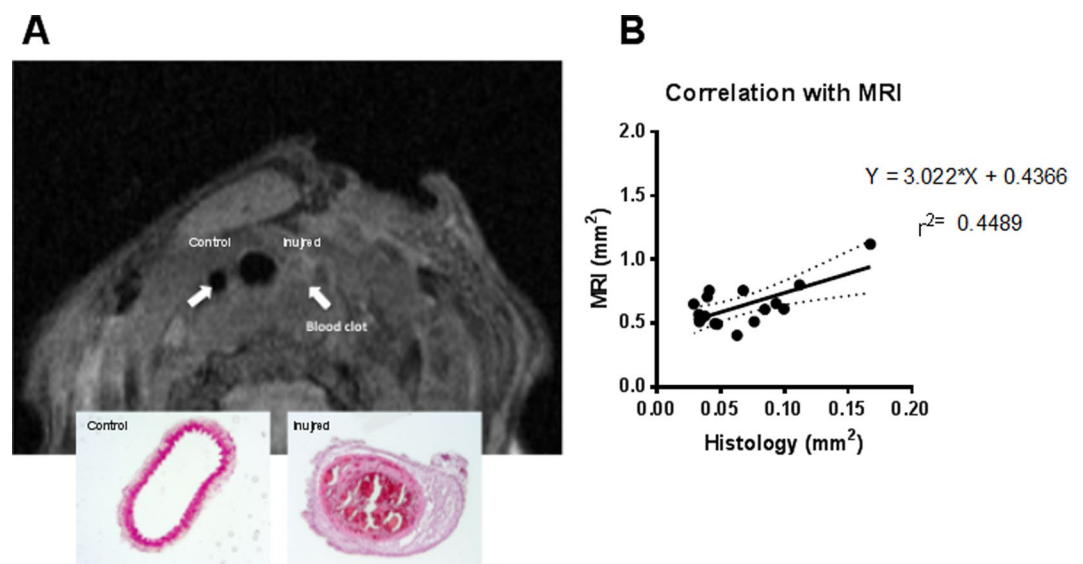 A
Control
Inujred
Blood clot
Control
Inujred
B
Correlation with MRI
2.0
1.5
1.0
0.5
0.0
MRI (mm²)
Y = 3.022*X + 0.4366
r²= 0.4489
0.00 0.05 0.10 0.15 0.20
Histology (mm²)